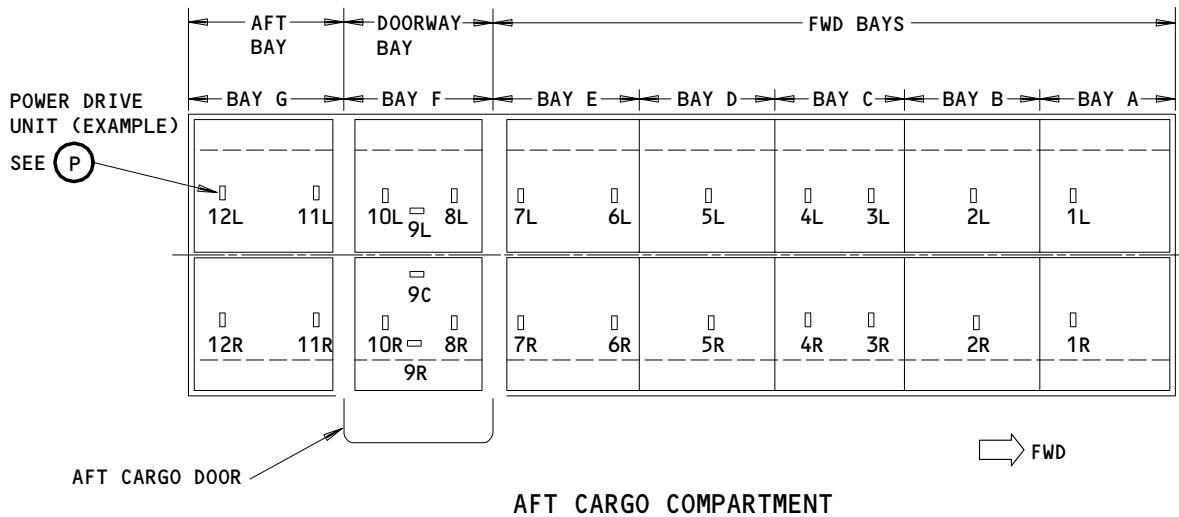 AFT BAY
DOORWAY BAY
FWD BAYS
BAY G
BAY F
BAY E
BAY D
BAY C
BAY B
BAY A
POWER DRIVE
UNIT (EXAMPLE)
SEE P
12L 11L 10L 9L 8L 7L 6L 5L 4L 3L 2L 1L
9C
12R 11R 10R 9R 8R 7R 6R 5R 4R 3R 2R 1R
AFT CARGO DOOR
FWD
AFT CARGO COMPARTMENT